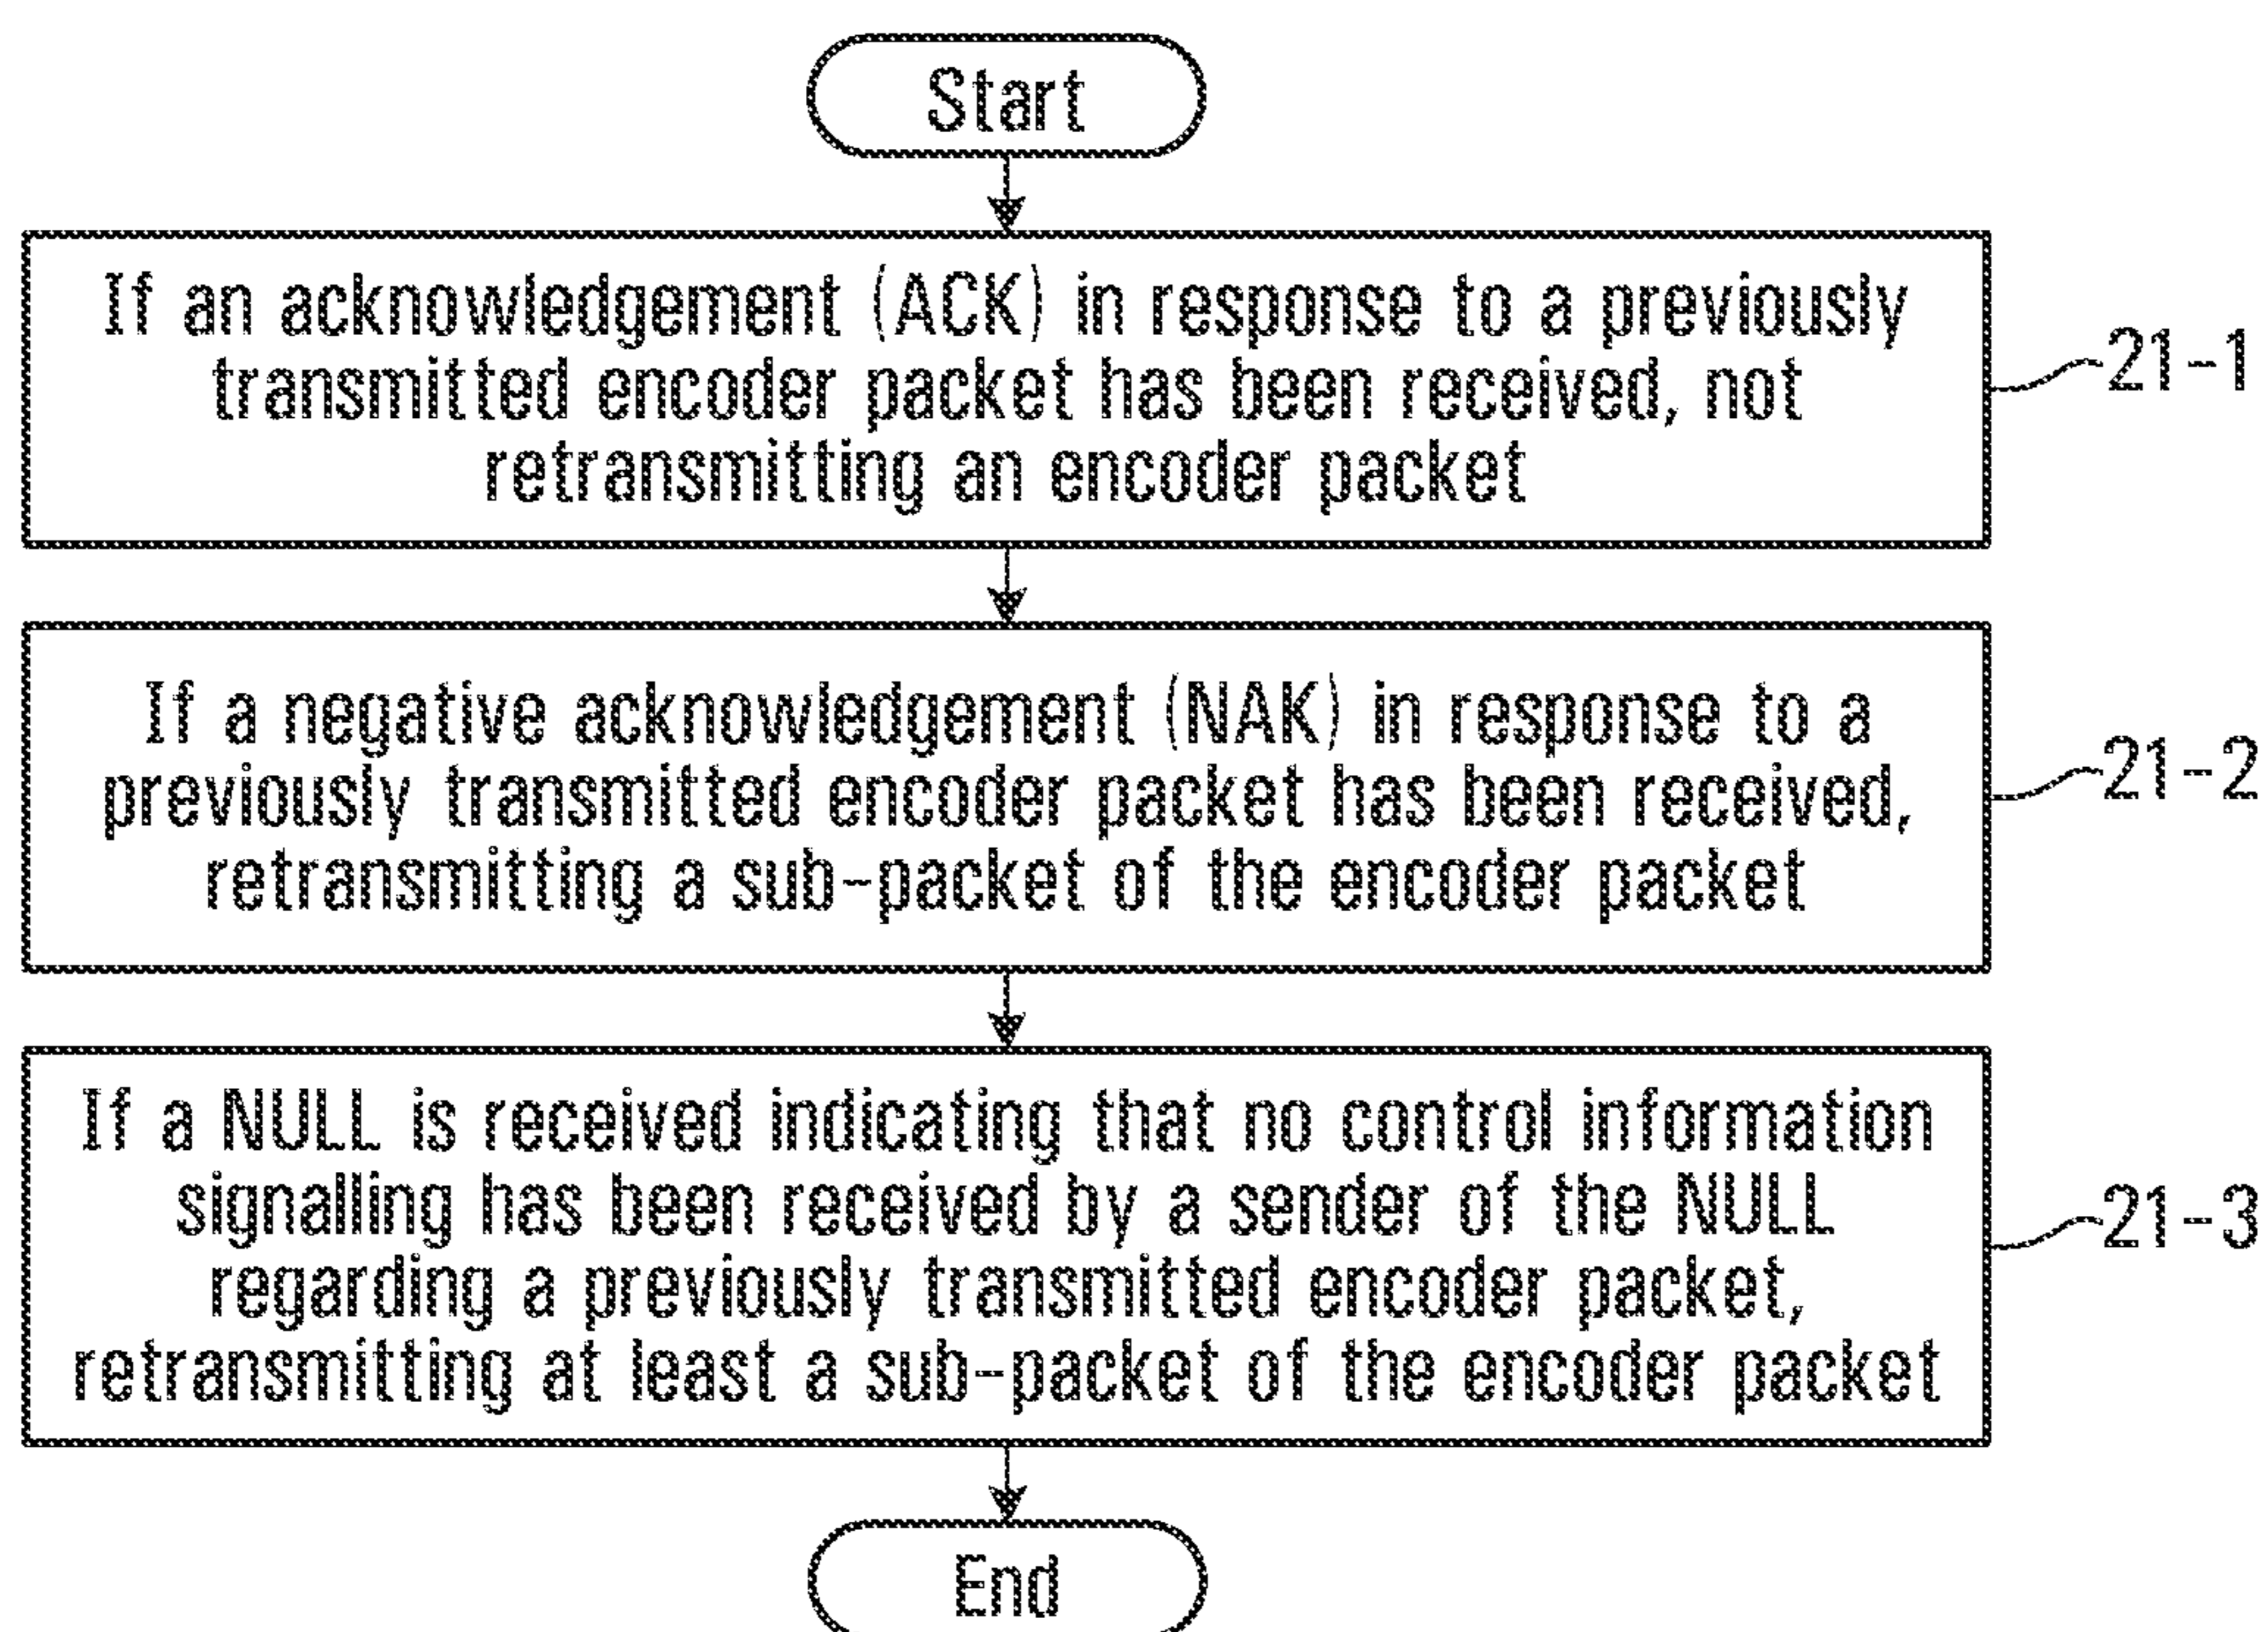 Start
If an acknowledgement (ACK) in response to a previously
transmitted encoder packet has been received, not
retransmitting an encoder packet
21-1
If a negative acknowledgement (NAK) in response to a
previously transmitted encoder packet has been received,
retransmitting a sub-packet of the encoder packet
21-2
If a NULL is received indicating that no control information
signalling has been received by a sender of the NULL
regarding a previously transmitted encoder packet,
retransmitting at least a sub-packet of the encoder packet
21-3
End